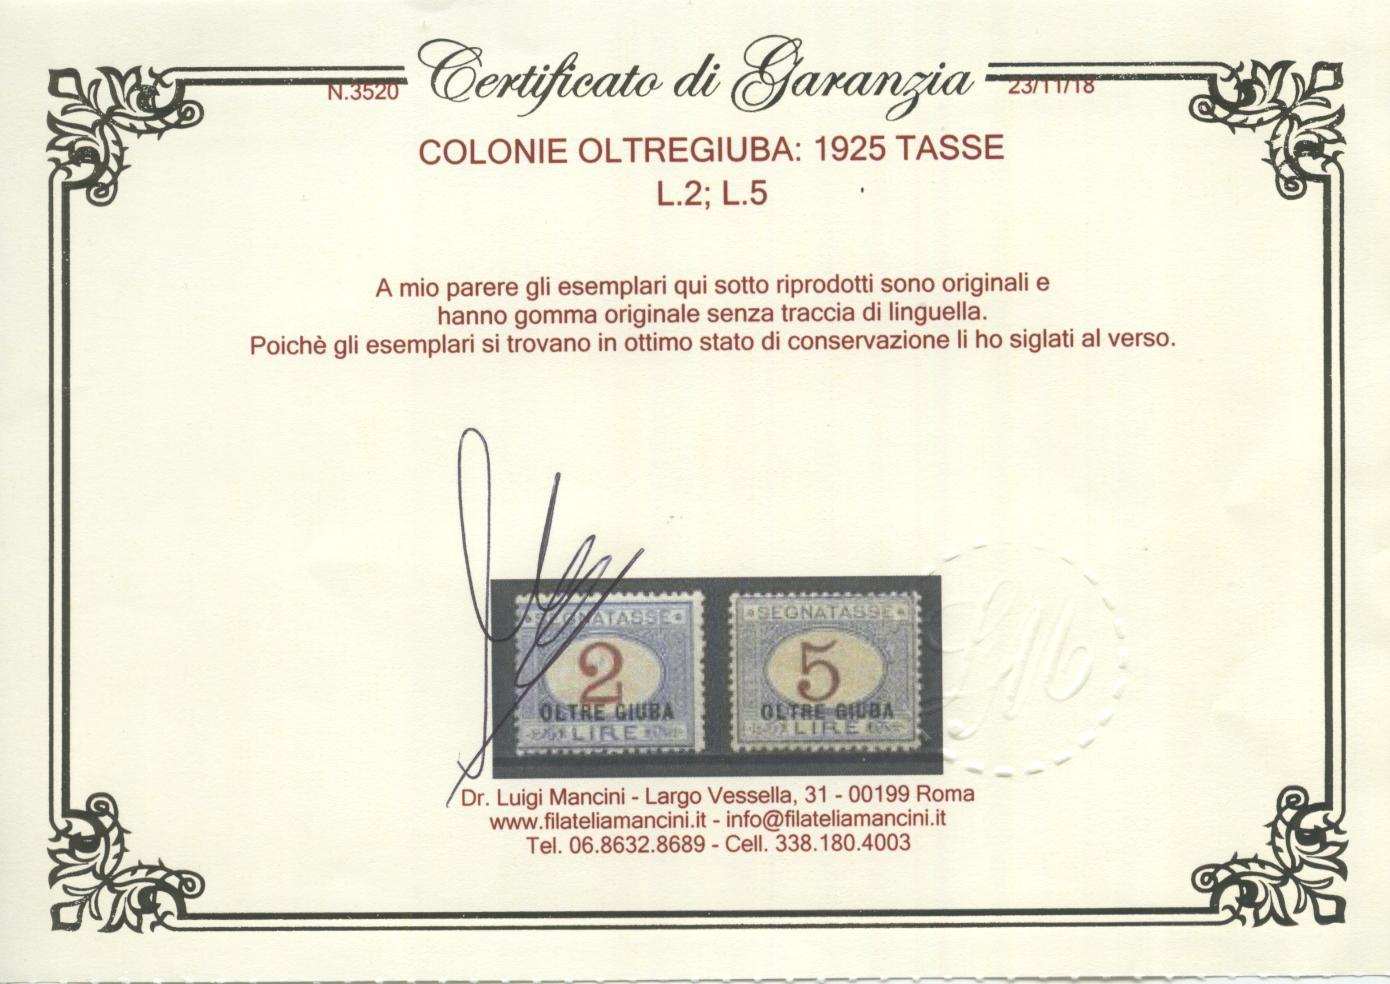 Certificato di Garanzia
N.3520
23/11/18
COLONIE OLTREGIUBA: 1925 TASSE
L.2; L.5
A mio parere gli esemplari qui sotto riprodotti sono originali e
hanno gomma originale senza traccia di linguella.
Poichè gli esemplari si trovano in ottimo stato di conservazione li ho siglati al verso.
SEGNATASSE
2
OLTRE GIUBA
LIRE
SEGNATASSE
5
OLTRE GIUBA
LIRE
LM
Dr. Luigi Mancini - Largo Vessella, 31 - 00199 Roma
www.filateliamancini.it - info@filateliamancini.it
Tel. 06.8632.8689 - Cell. 338.180.4003